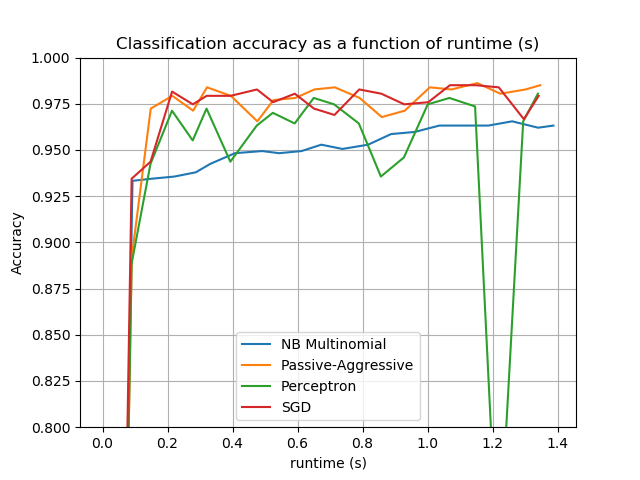 Classification accuracy as a function of runtime (s)
1.000
0.975
0.950
0.925
0.900
0.875
0.850
0.825
0.800
Accuracy
NB Multinomial
Passive-Aggressive
Perceptron
SGD
0.0 0.2 0.4 0.6 0.8 1.0 1.2 1.4
runtime (s)